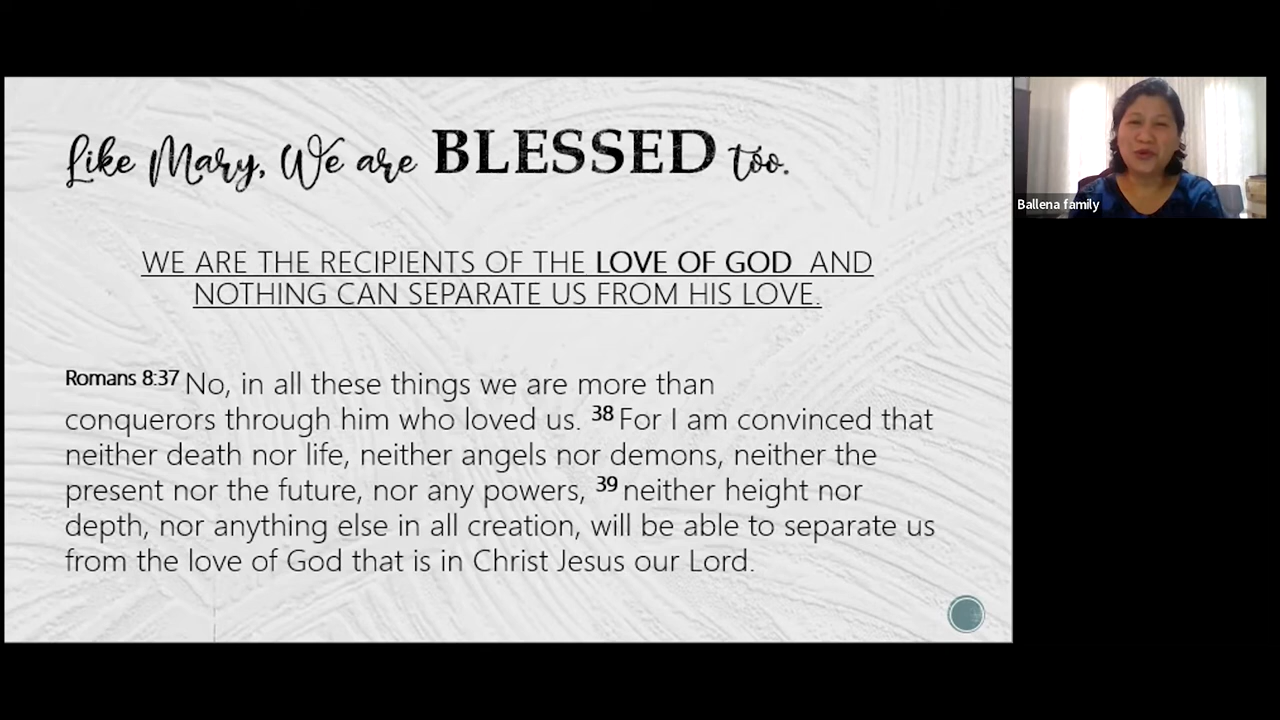 Like Mary, We are BLESSED too.
WE ARE THE RECIPIENTS OF THE LOVE OF GOD AND
NOTHING CAN SEPARATE US FROM HIS LOVE.
Romans 8:37 No, in all these things we are more than
conquerors through him who loved us. 38 For I am convinced that
neither death nor life, neither angels nor demons, neither the
present nor the future, nor any powers, 39 neither height nor
depth, nor anything else in all creation, will be able to separate us
from the love of God that is in Christ Jesus our Lord.
Ballena family